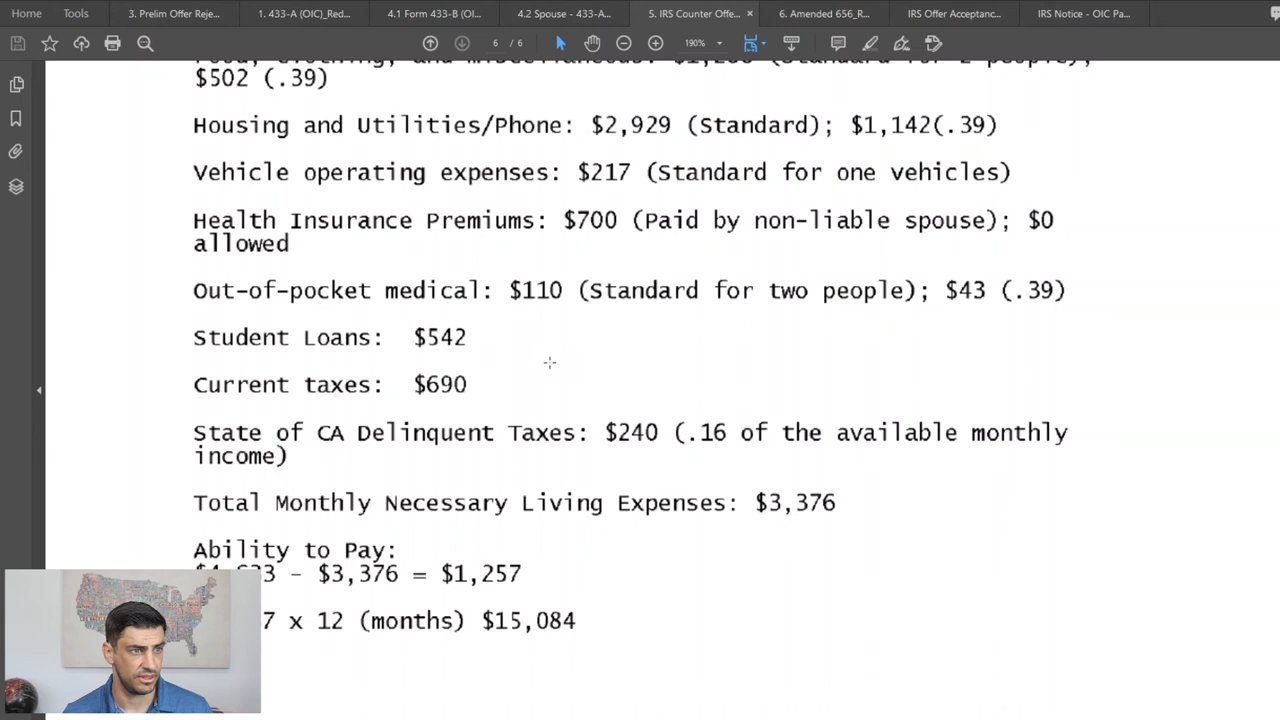 Home
Tools
3. Prelim Offer Reje...
1. 433-A (OIC)_Red...
4.1 Form 433-B (OI...
4.2 Spouse - 433-A...
5. IRS Counter Offe...
6. Amended 656_R...
IRS Offer Acceptanc...
IRS Notice - OIC Pa...
6 / 6
190%
$502 (.39)
Housing and Utilities/Phone: $2,929 (Standard); $1,142(.39)
Vehicle operating expenses: $217 (Standard for one vehicles)
Health Insurance Premiums: $700 (Paid by non-liable spouse); $0
allowed
Out-of-pocket medical: $110 (Standard for two people); $43 (.39)
Student Loans: $542
Current taxes: $690
State of CA Delinquent Taxes: $240 (.16 of the available monthly
income)
Total Monthly Necessary Living Expenses: $3,376
Ability to Pay:
- $3,376 = $1,257
7 x 12 (months) $15,084